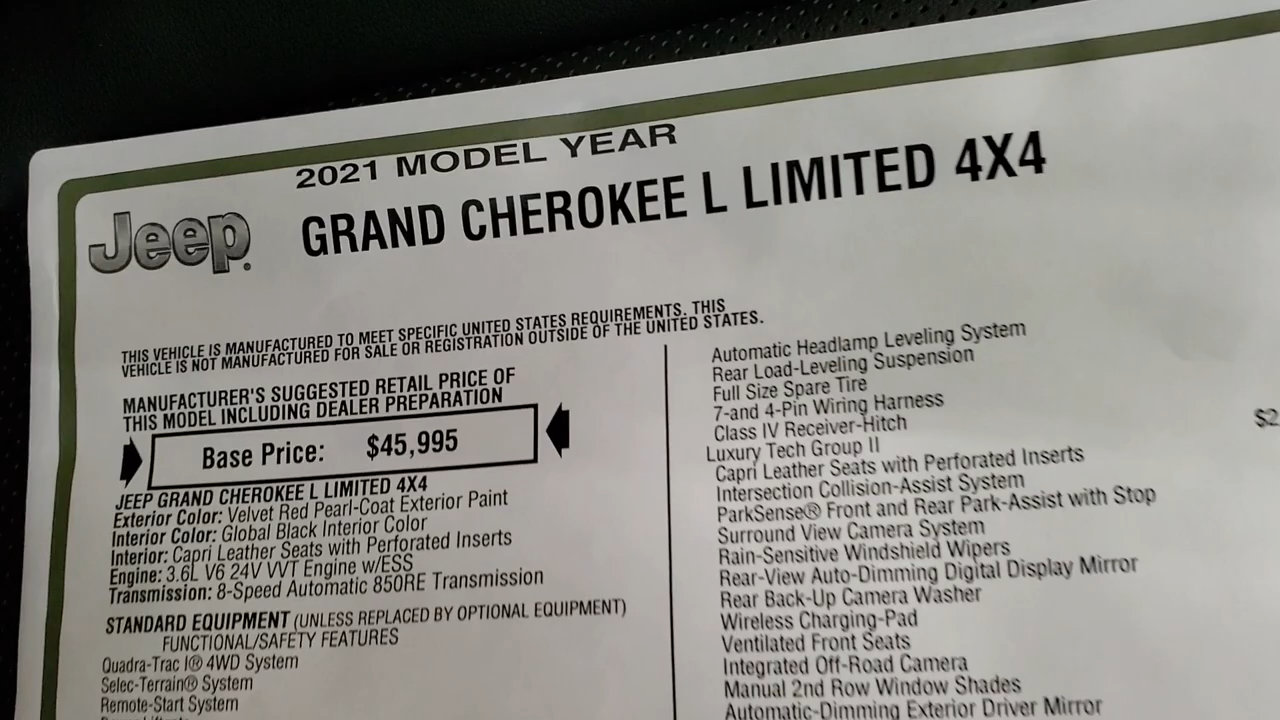 2021 MODEL YEAR
Jeep®
GRAND CHEROKEE L LIMITED 4X4
THIS VEHICLE IS MANUFACTURED TO MEET SPECIFIC UNITED STATES REQUIREMENTS. THIS
VEHICLE IS NOT MANUFACTURED FOR SALE OR REGISTRATION OUTSIDE OF THE UNITED STATES.
MANUFACTURER'S SUGGESTED RETAIL PRICE OF
THIS MODEL INCLUDING DEALER PREPARATION
Base Price: $45,995
JEEP GRAND CHEROKEE L LIMITED 4X4
Exterior Color: Velvet Red Pearl-Coat Exterior Paint
Interior Color: Global Black Interior Color
Interior: Capri Leather Seats with Perforated Inserts
Engine: 3.6L V6 24V VVT Engine w/ESS
Transmission: 8-Speed Automatic 850RE Transmission
STANDARD EQUIPMENT (UNLESS REPLACED BY OPTIONAL EQUIPMENT)
FUNCTIONAL/SAFETY FEATURES
Quadra-Trac I® 4WD System
Selec-Terrain® System
Remote-Start System
Automatic Headlamp Leveling System
Rear Load-Leveling Suspension
Full Size Spare Tire
7-and 4-Pin Wiring Harness
Class IV Receiver-Hitch
Luxury Tech Group II $2
Capri Leather Seats with Perforated Inserts
Intersection Collision-Assist System
ParkSense® Front and Rear Park-Assist with Stop
Surround View Camera System
Rain-Sensitive Windshield Wipers
Rear-View Auto-Dimming Digital Display Mirror
Rear Back-Up Camera Washer
Wireless Charging-Pad
Ventilated Front Seats
Integrated Off-Road Camera
Manual 2nd Row Window Shades
Automatic-Dimming Exterior Driver Mirror